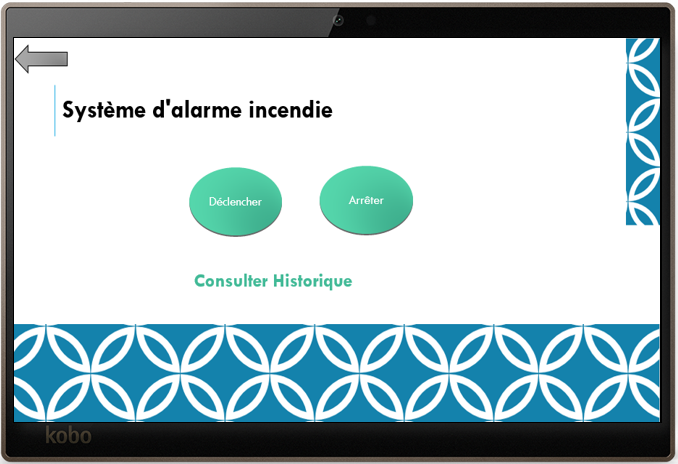 Système d'alarme incendie
Déclencher
Arrêter
Consulter Historique
kobo